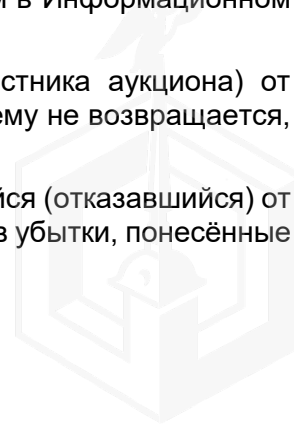 в Информационном
стника аукциона) от
ему не возвращается,
йся (отказавшийся) от
в убытки, понесённые